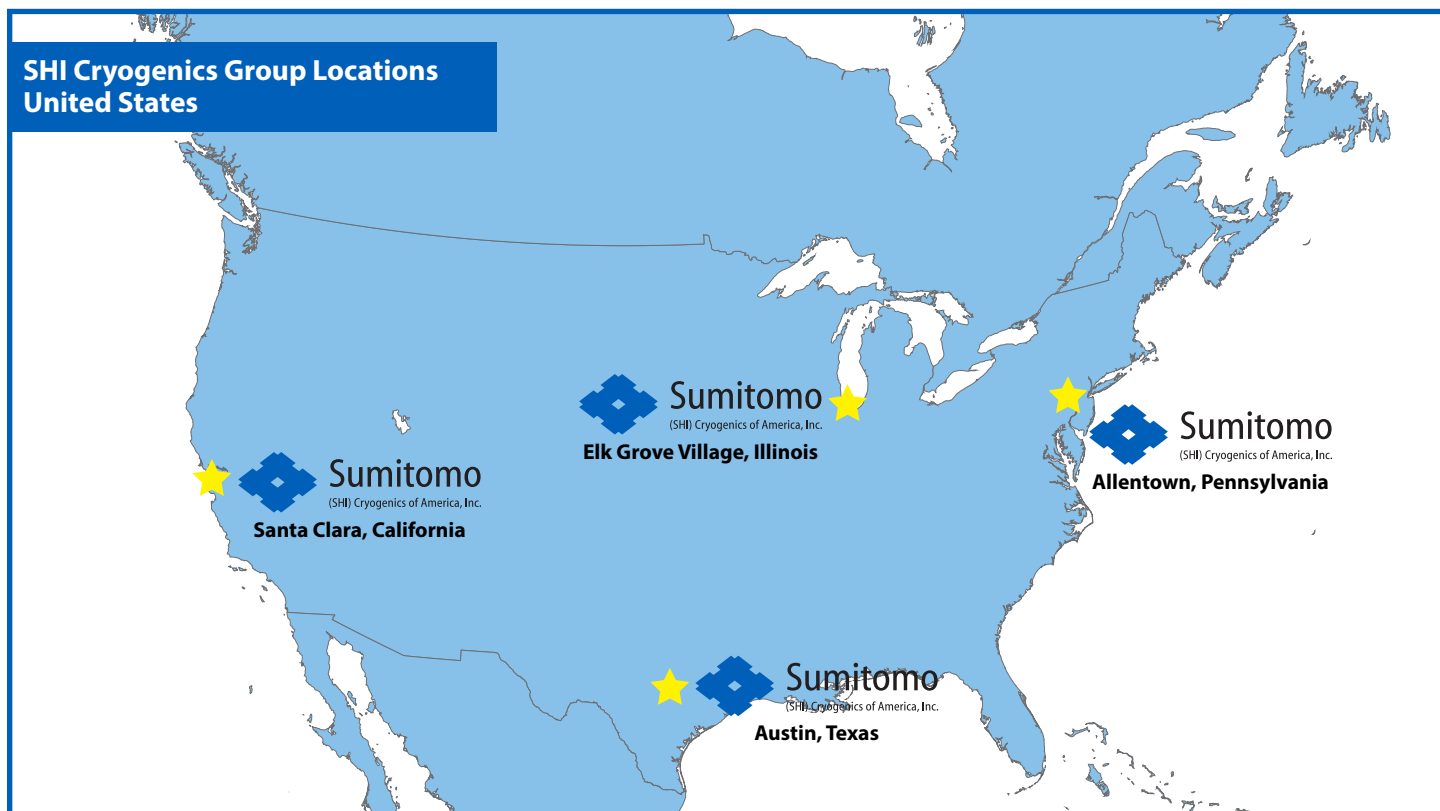 SHI Cryogenics Group Locations
United States
Sumitomo
(SHI) Cryogenics of America, Inc.
Elk Grove Village, Illinois
Sumitomo
(SHI) Cryogenics of America, Inc.
Allentown, Pennsylvania
Sumitomo
(SHI) Cryogenics of America, Inc.
Santa Clara, California
Sumitomo
(SHI) Cryogenics of America, Inc.
Austin, Texas